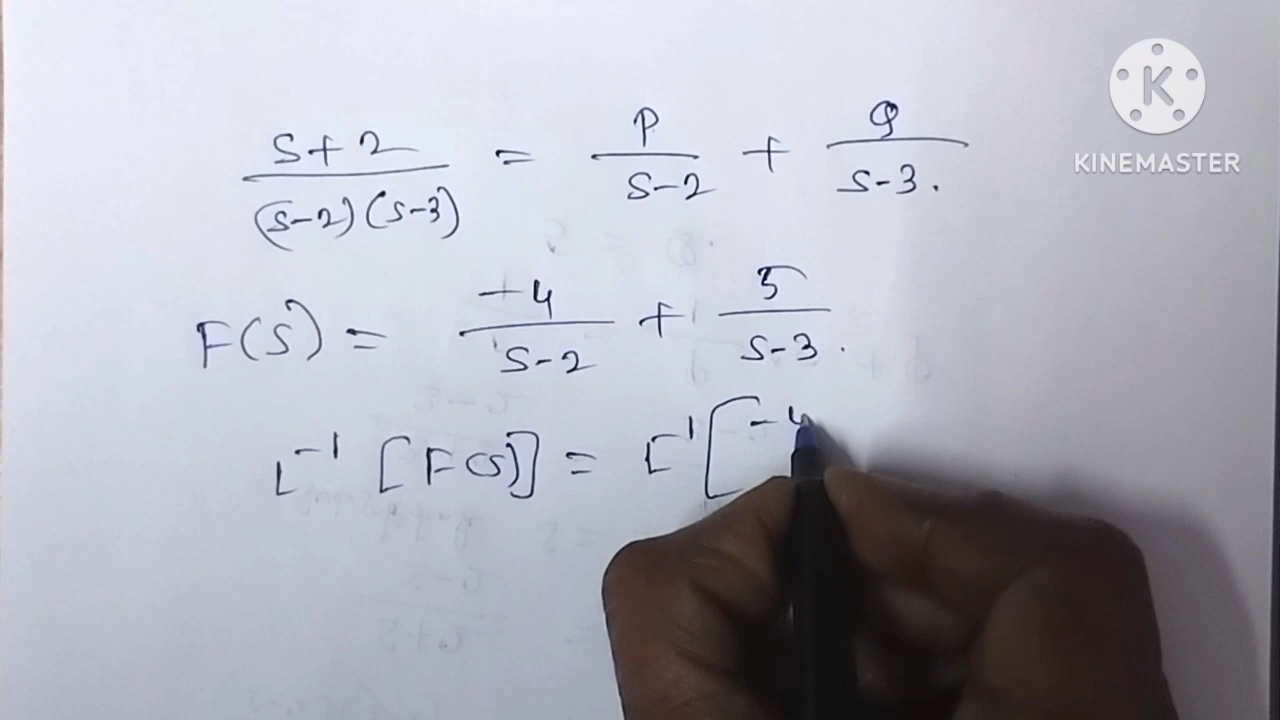 K
KINEMASTER
S+2 / (S-2)(S-3) = P / S-2 + Q / S-3.
F(S) = -4 / S-2 + 5 / S-3.
L⁻¹ [F(S)] = L⁻¹ [ -4